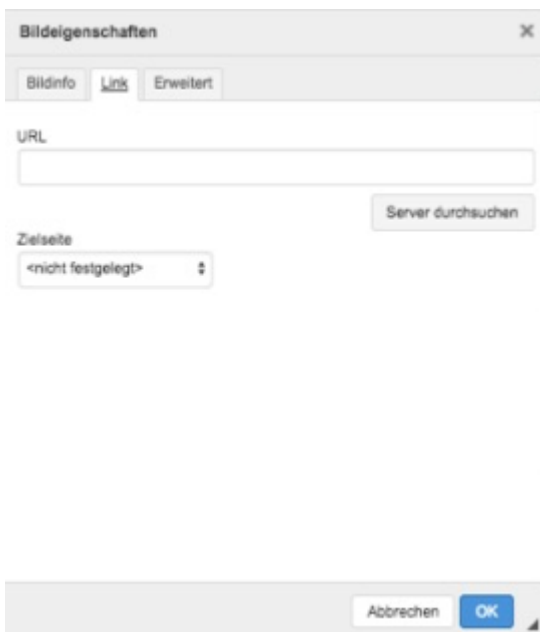 Bildeigenschaften
Bildinfo Link Erweitert
URL
Server durchsuchen
Zielseite
<nicht festgelegt>
Abbrechen OK